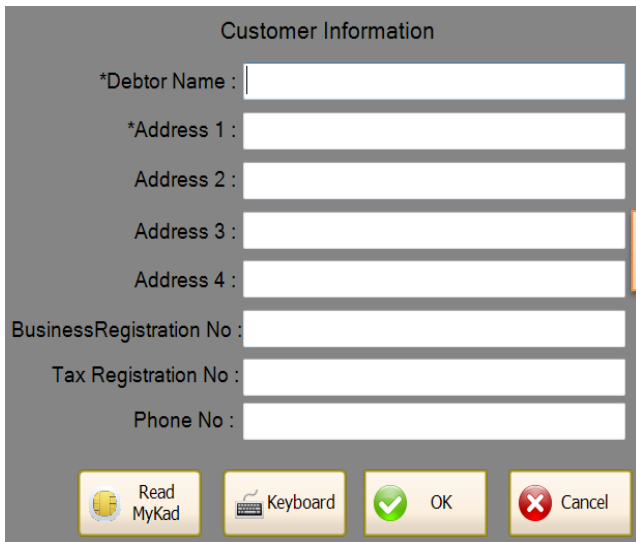 Customer Information
*Debtor Name :
*Address 1 :
Address 2 :
Address 3 :
Address 4 :
BusinessRegistration No :
Tax Registration No :
Phone No :
Read
MyKad
Keyboard
OK
Cancel